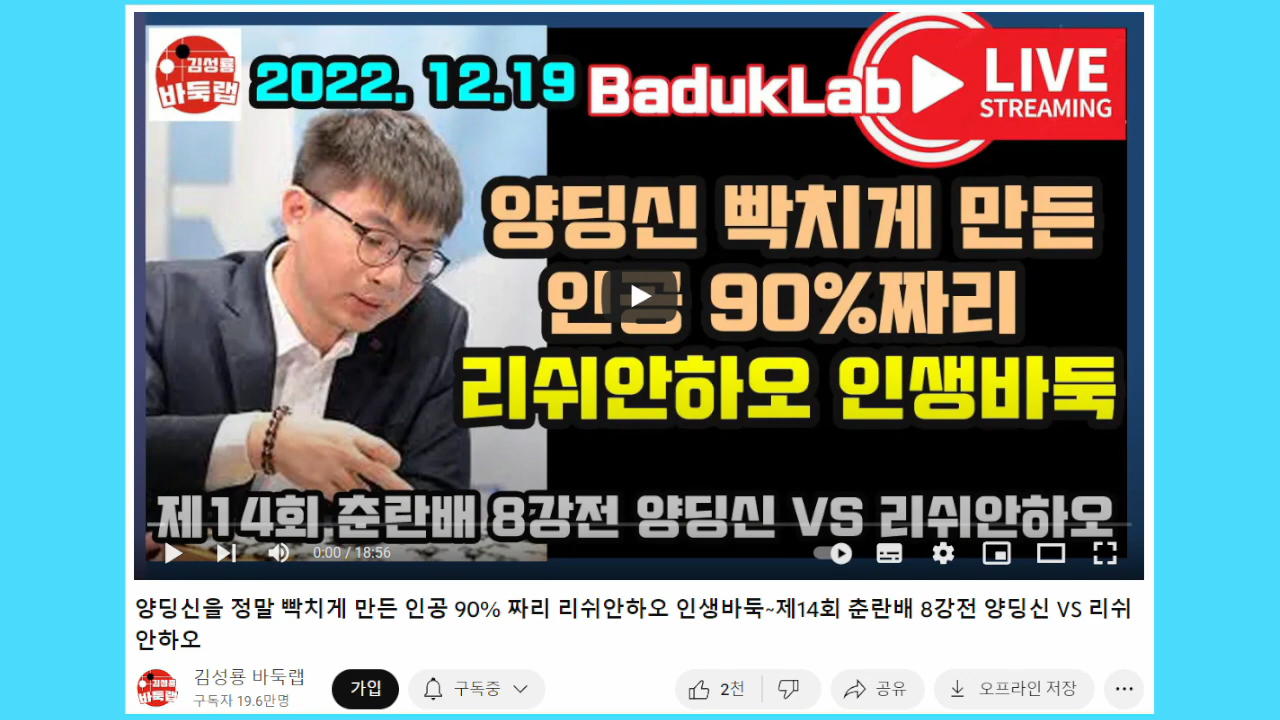 김성룡
바둑랩
2022. 12.19
BadukLab
LIVE
STREAMING
양딩신 빡치게 만든
인공 90%짜리
리쉬안하오 인생바둑
제14회 춘란배 8강전 양딩신 VS 리쉬안하오
0:00 / 18:56
양딩신을 정말 빡치게 만든 인공 90% 짜리 리쉬안하오 인생바둑~제14회 춘란배 8강전 양딩신 VS 리쉬
안하오
김성룡
바둑랩
김성룡 바둑랩
구독자 19.6만명
가입
구독중
2천
공유
오프라인 저장